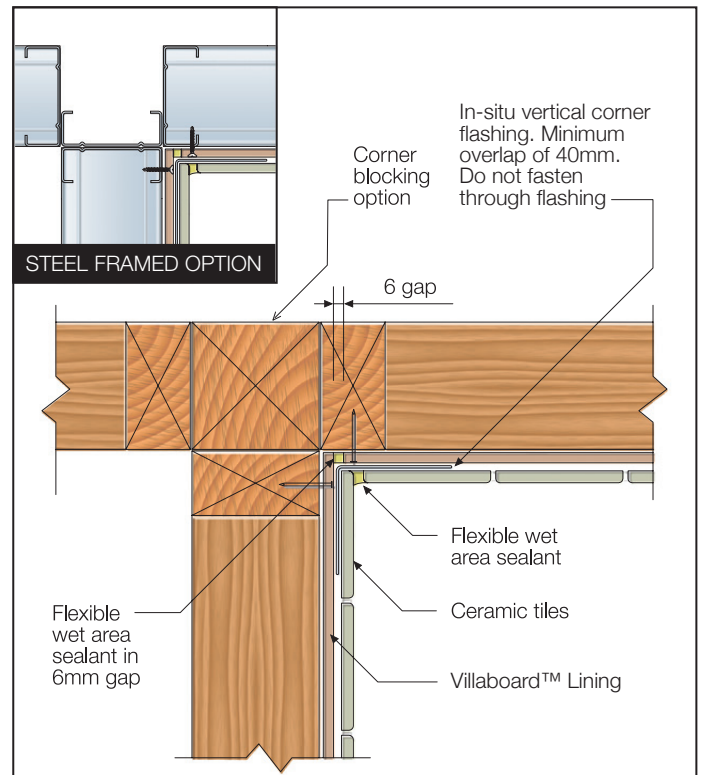 STEEL FRAMED OPTION
Corner
blocking
option
In-situ vertical corner
flashing. Minimum
overlap of 40mm.
Do not fasten
through flashing
6 gap
Flexible wet
area sealant
Ceramic tiles
Villaboard™ Lining
Flexible
wet area
sealant in
6mm gap